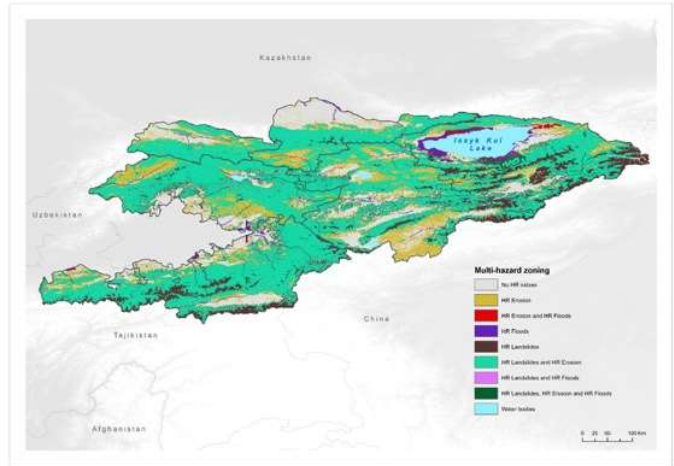 Kazakhstan
Issyk Kul
Lake
Uzbekistan
Multi-hazard zoning
No HR values
HR Erosion
HR Erosion and HR Floods
HR Floods
HR Landslides
HR Landslides and HR Erosion
HR Landslides and HR Floods
HR Landslides, HR Erosion and HR Floods
Water bodies
China
Tajikistan
Afghanistan
0 25 50 100 Km